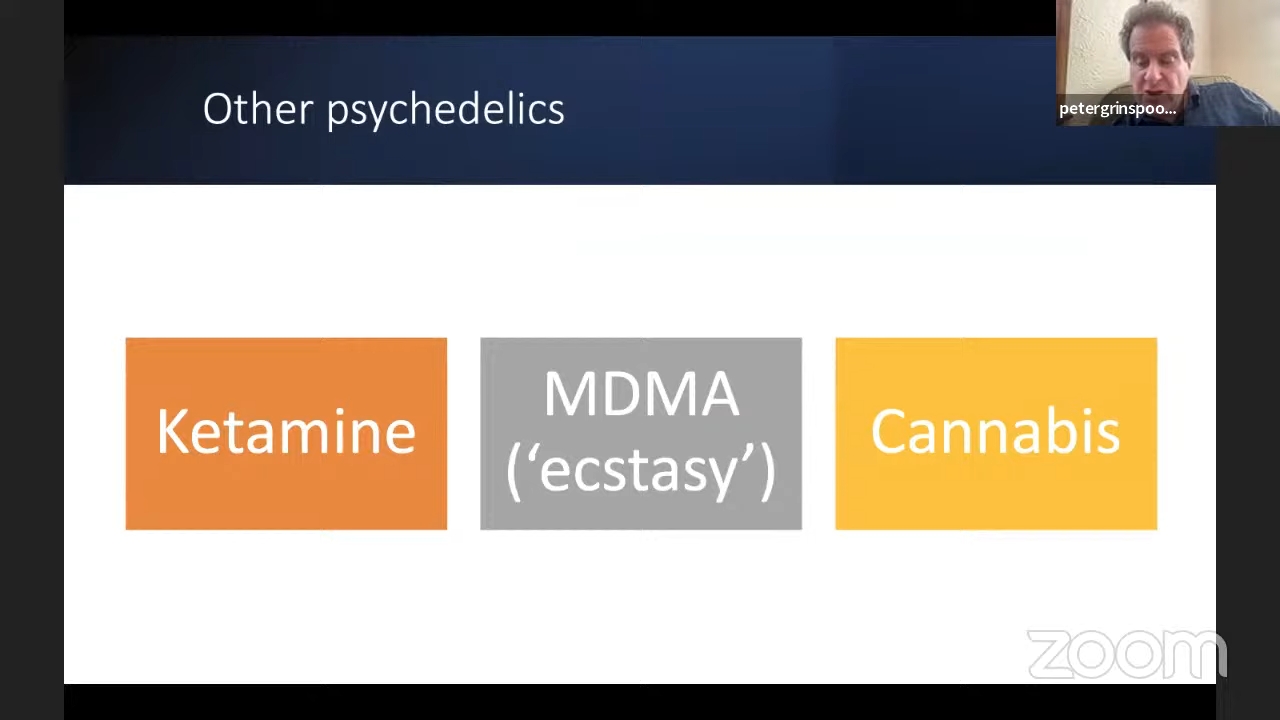 Other psychedelics
petergrinspoo...
Ketamine
MDMA
(‘ecstasy’)
Cannabis
zoom